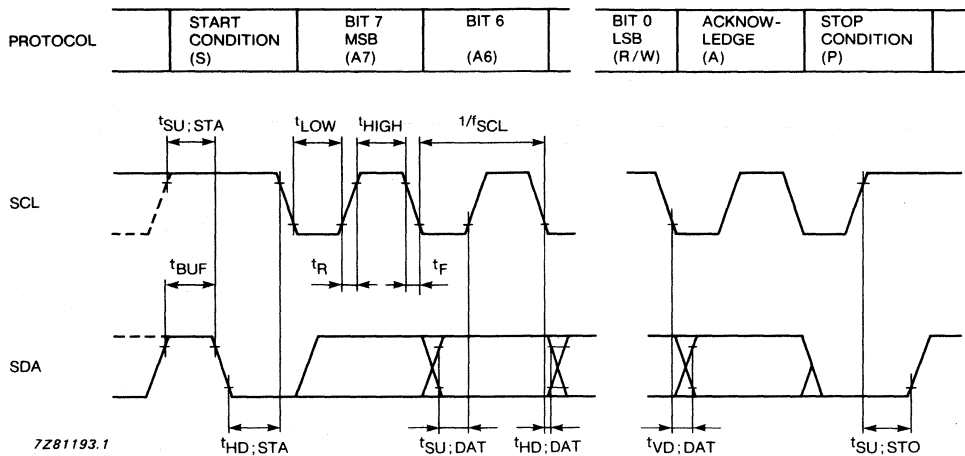 PROTOCOL
START
CONDITION
(S)
BIT 7
MSB
(A7)
BIT 6
(A6)
BIT 0
LSB
(R/W)
ACKNOW-
LEDGE
(A)
STOP
CONDITION
(P)
tSU;STA
tLOW
tHIGH
1/fSCL
SCL
tBUF
tR
tF
SDA
tHD;STA
tSU;DAT
tHD;DAT
tVD;DAT
tSU;STO
7Z81193.1